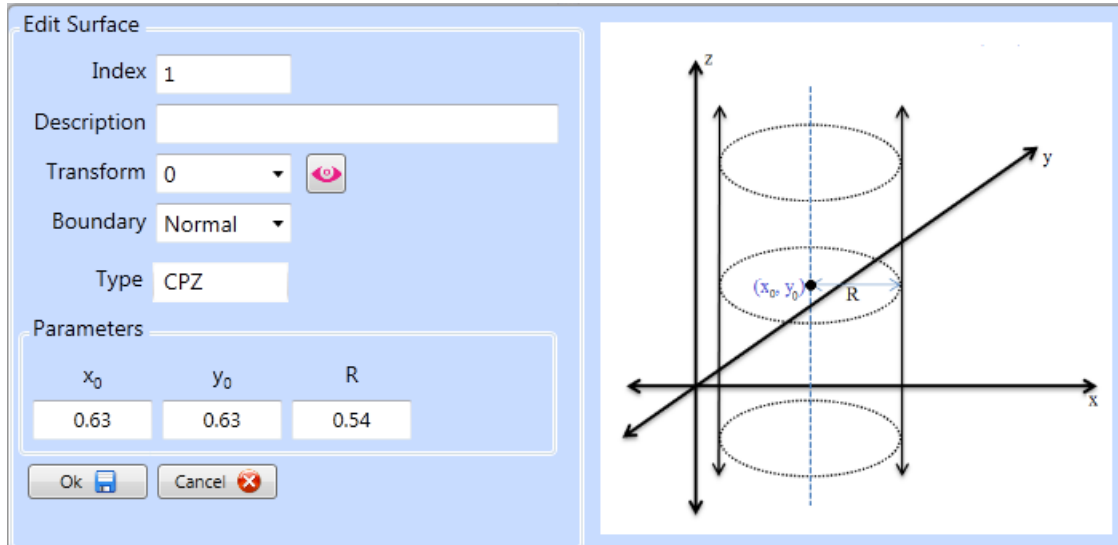 Edit Surface
Index 1
Description
Transform 0
Boundary Normal
Type CPZ
Parameters
x₀ y₀ R
0.63 0.63 0.54
Ok Cancel
z
y
(x₀, y₀)
R
x